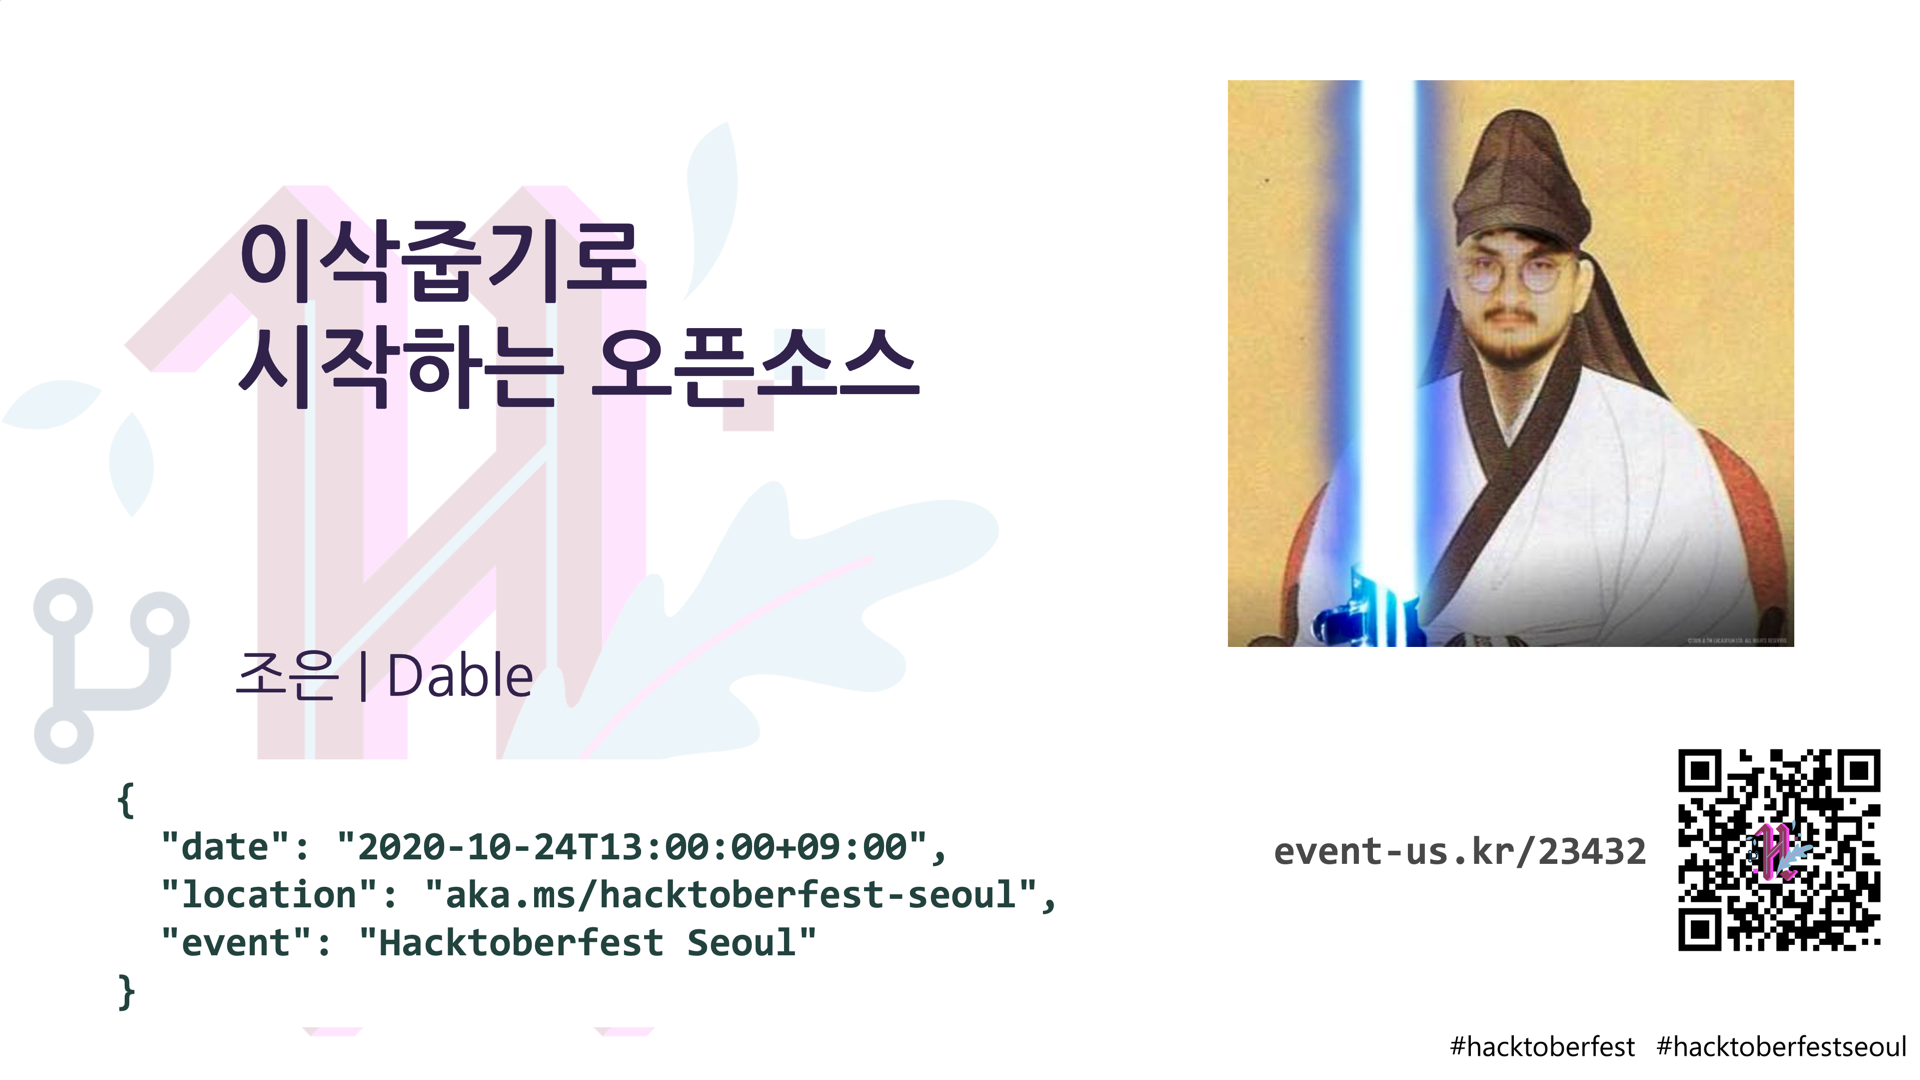 이삭줍기로
시작하는 오픈소스
조은 | Dable
{
"date": "2020-10-24T13:00:00+09:00",
"location": "aka.ms/hacktoberfest-seoul",
"event": "Hacktoberfest Seoul"
}
event-us.kr/23432
#hacktoberfest #hacktoberfestseoul